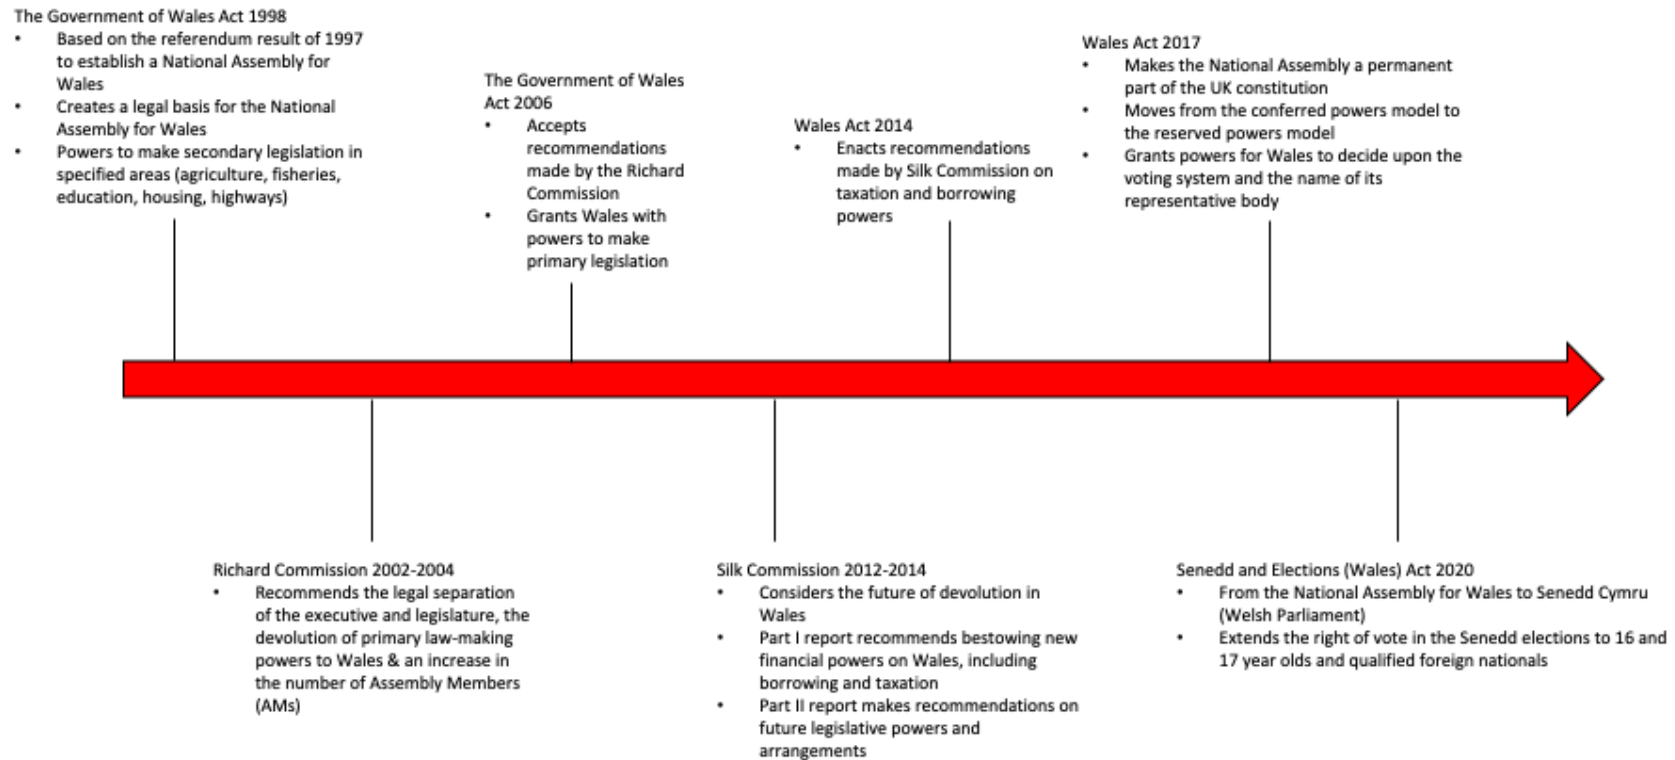 The Government of Wales Act 1998
• Based on the referendum result of 1997
to establish a National Assembly for
Wales
• Creates a legal basis for the National
Assembly for Wales
• Powers to make secondary legislation in
specified areas (agriculture, fisheries,
education, housing, highways)
The Government of Wales
Act 2006
• Accepts
recommendations
made by the Richard
Commission
• Grants Wales with
powers to make
primary legislation
Wales Act 2014
• Enacts recommendations
made by Silk Commission on
taxation and borrowing
powers
Wales Act 2017
• Makes the National Assembly a permanent
part of the UK constitution
• Moves from the conferred powers model to
the reserved powers model
• Grants powers for Wales to decide upon the
voting system and the name of its
representative body
Richard Commission 2002-2004
• Recommends the legal separation
of the executive and legislature, the
devolution of primary law-making
powers to Wales & an increase in
the number of Assembly Members
(AMs)
Silk Commission 2012-2014
• Considers the future of devolution in
Wales
• Part I report recommends bestowing new
financial powers on Wales, including
borrowing and taxation
• Part II report makes recommendations on
future legislative powers and
arrangements
Senedd and Elections (Wales) Act 2020
• From the National Assembly for Wales to Senedd Cymru
(Welsh Parliament)
• Extends the right of vote in the Senedd elections to 16 and
17 year olds and qualified foreign nationals